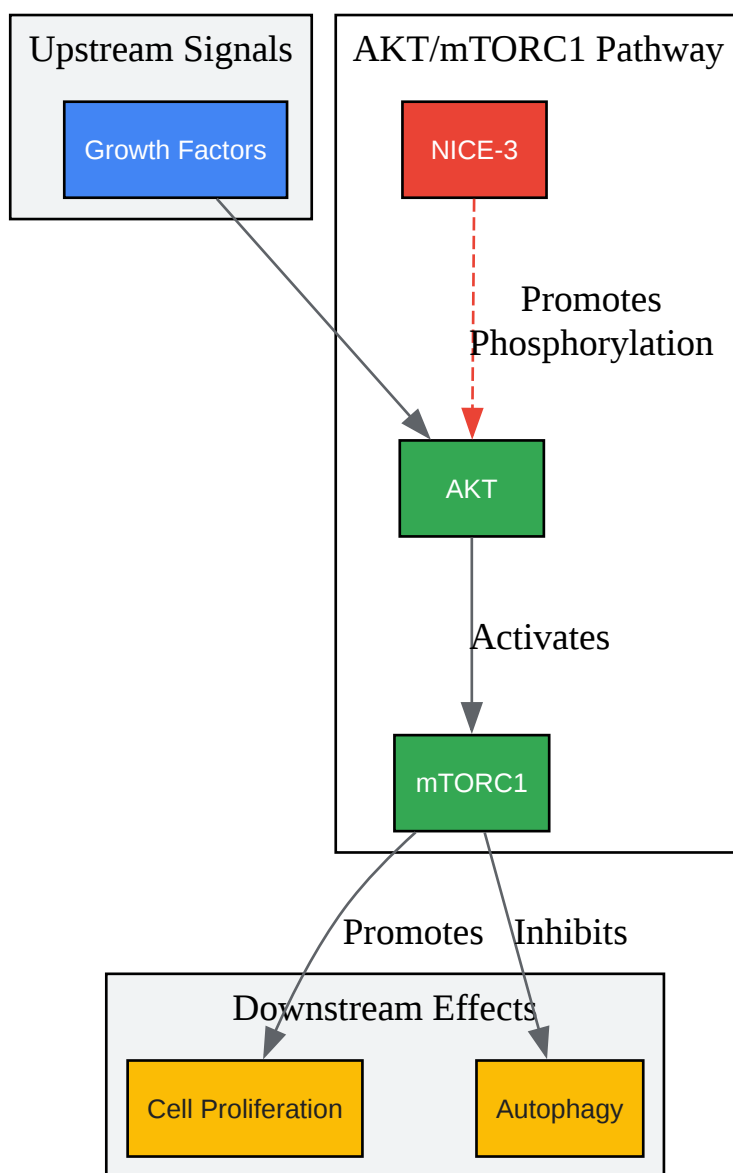 Upstream Signals
AKT/mTORC1 Pathway
Growth Factors
NICE-3
Promotes
Phosphorylation
AKT
Activates
mTORC1
Promotes
Inhibits
Downstream Effects
Cell Proliferation
Autophagy